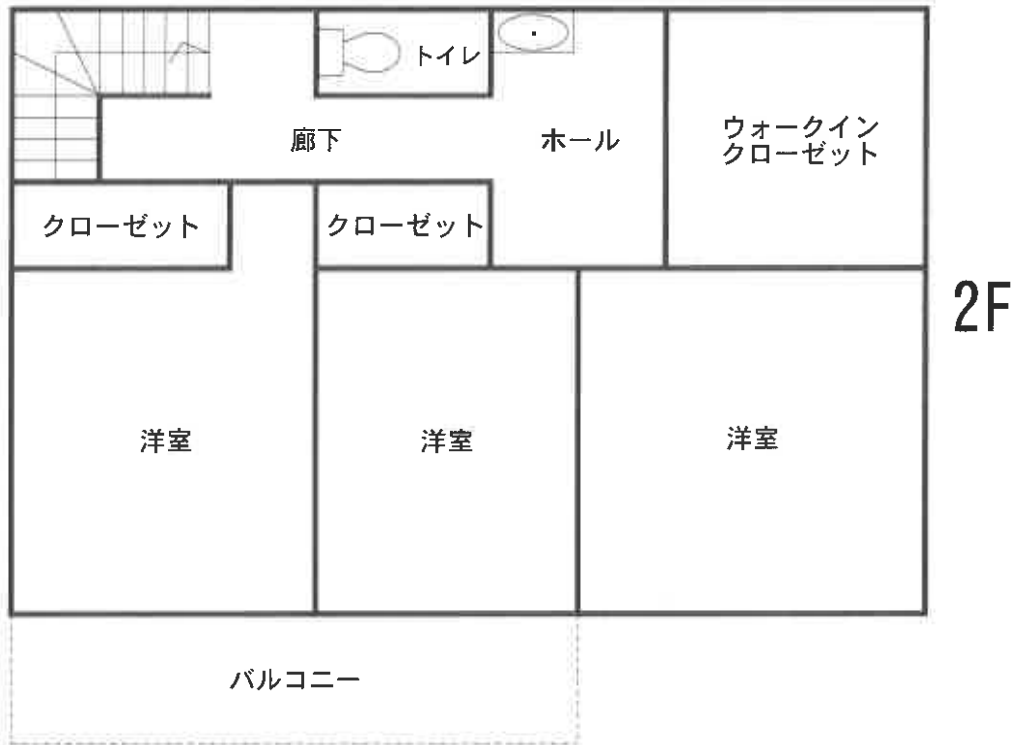 トイレ
廊下
ホール
ウォークイン
クローゼット
クローゼット
クローゼット
2F
洋室
洋室
洋室
バルコニー